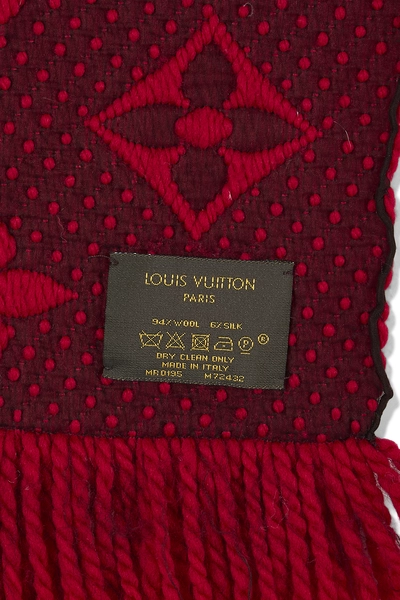 LOUIS VUITTON
PARIS
94% WOOL 6% SILK
P
DRY CLEAN ONLY
MADE IN ITALY
MR0195 M72432